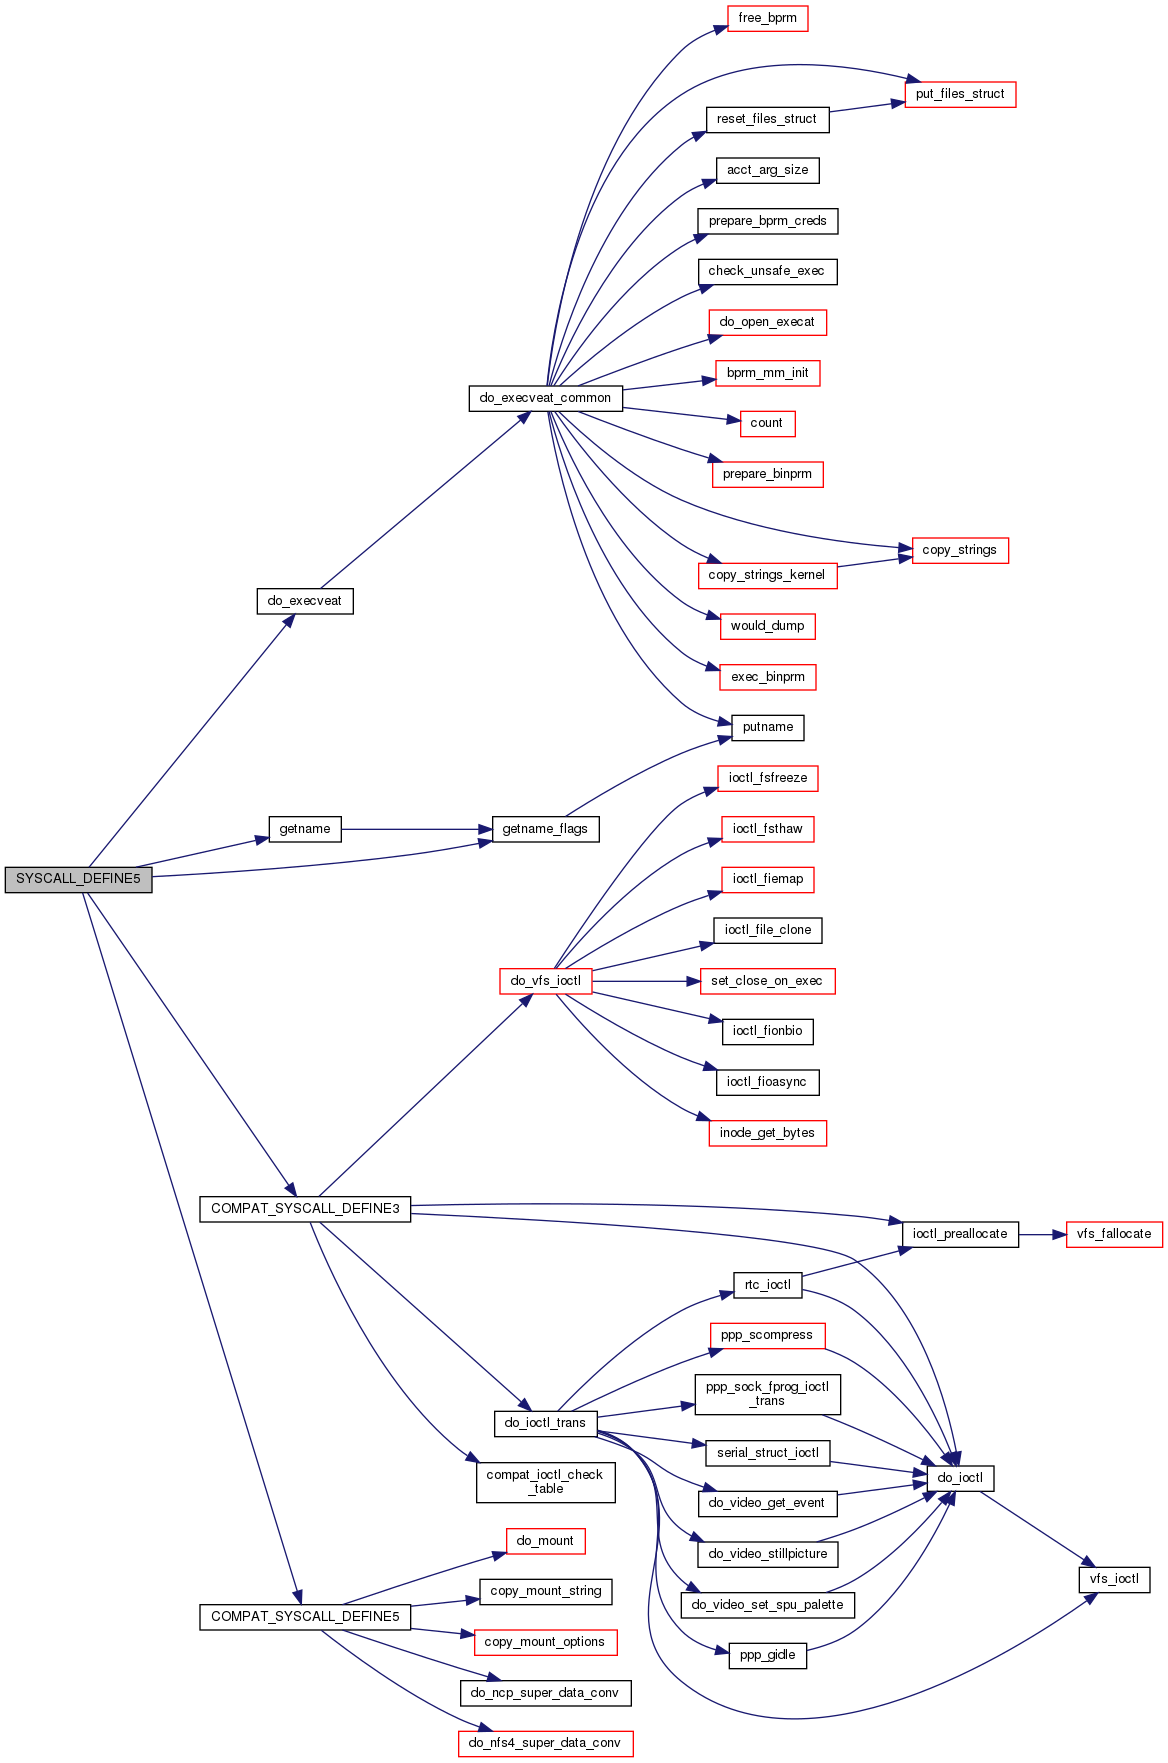 free_bprm
put_files_struct
reset_files_struct
acct_arg_size
prepare_bprm_creds
check_unsafe_exec
do_open_execat
bprm_mm_init
do_execveat_common
count
prepare_binprm
copy_strings
copy_strings_kernel
do_execveat
would_dump
exec_binprm
putname
ioctl_fsfreeze
getname
getname_flags
ioctl_fsthaw
SYSCALL_DEFINE5
ioctl_fiemap
ioctl_file_clone
do_vfs_ioctl
set_close_on_exec
ioctl_fionbio
ioctl_fioasync
inode_get_bytes
COMPAT_SYSCALL_DEFINE3
ioctl_preallocate
vfs_fallocate
rtc_ioctl
ppp_scompress
ppp_sock_fprog_ioctl
_trans
do_ioctl_trans
serial_struct_ioctl
compat_ioctl_check
_table
do_ioctl
do_video_get_event
do_mount
do_video_stillpicture
vfs_ioctl
copy_mount_string
do_video_set_spu_palette
COMPAT_SYSCALL_DEFINE5
copy_mount_options
ppp_gidle
do_ncp_super_data_conv
do_nfs4_super_data_conv